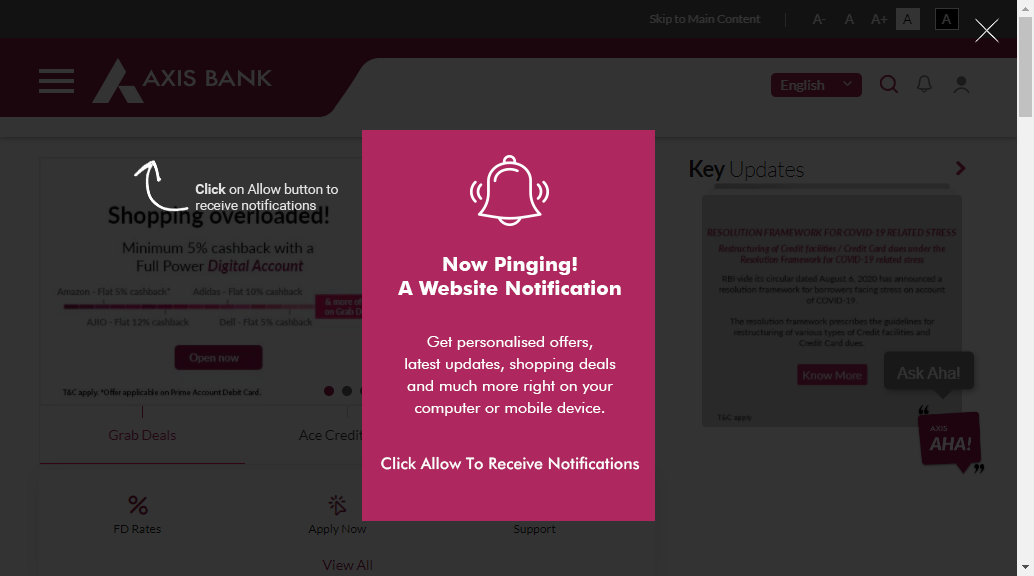 Skip to Main Content
A- A A+ A A
AXIS BANK
English
Click on Allow button to
receive notifications
Shopping overloaded!
Minimum 5% cashback with a
Full Power Digital Account
Amazon - Flat 5% cashback*
Adidas - Flat 10% cashback
& more
on Grab D
AJIO - Flat 12% cashback
Dell - Flat 5% cashback
Open now
T&C apply. *Offer applicable on Prime Account Debit Card.
Grab Deals
Ace Credit
FD Rates
Apply Now
Support
View All
Now Pinging!
A Website Notification
Get personalised offers,
latest updates, shopping deals
and much more right on your
computer or mobile device.
Click Allow To Receive Notifications
Key Updates
RESOLUTION FRAMEWORK FOR COVID-19 RELATED STRESS
Restructuring of Credit facilities / Credit Card dues under the
Resolution Framework for COVID-19 related stress
RBI vide its circular dated August 6, 2020 has announced a
resolution framework for borrowers facing stress on account
of COVID-19.
The resolution framework prescribes the guidelines for
restructuring of various types of Credit facilities and
Credit Card dues.
Know More
T&C apply
Ask Aha!
AXIS
AHA!